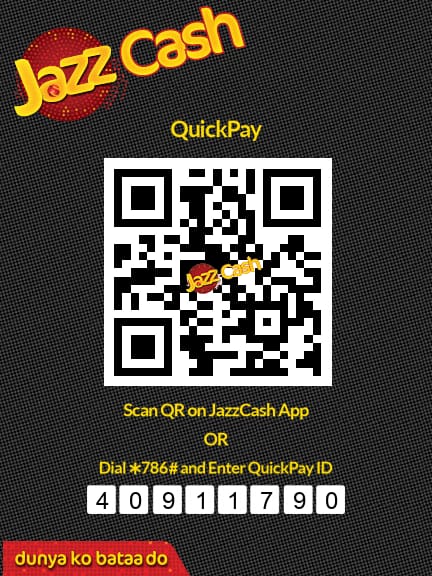 Jazz Cash
QuickPay
Jazz Cash
Scan QR on JazzCash App
OR
Dial *786# and Enter QuickPay ID
4 0 9 1 1 7 9 0
dunya ko bataa do